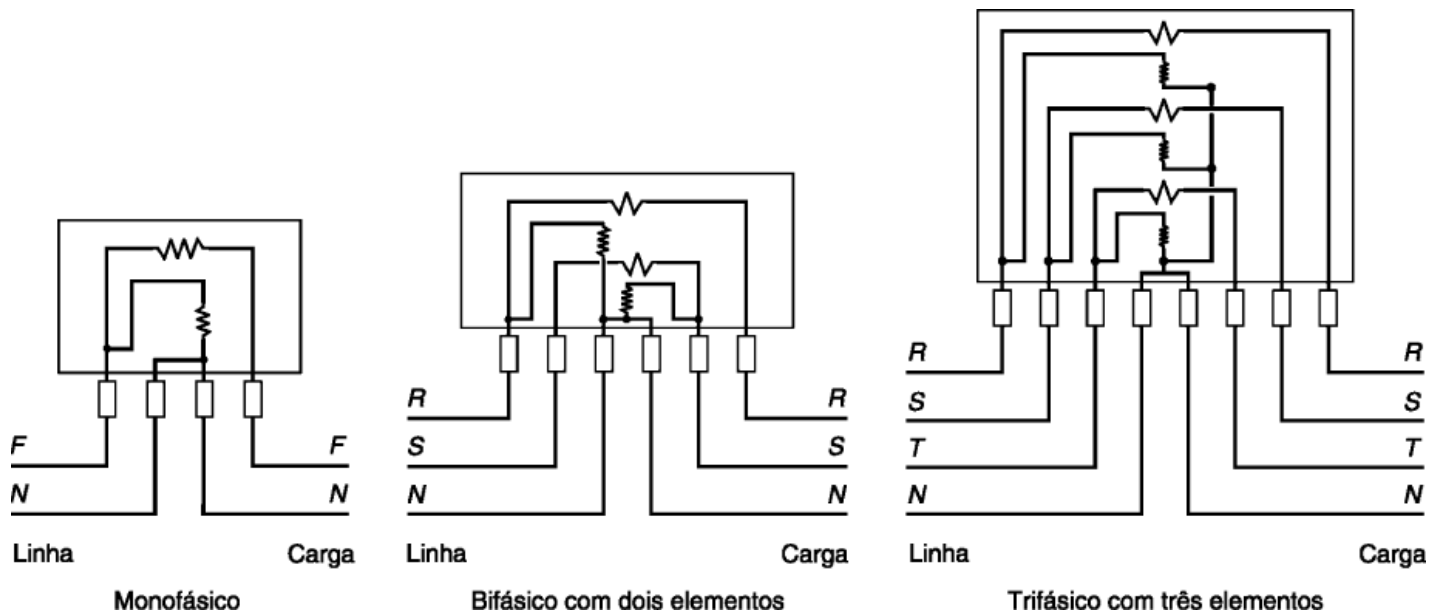 F F
N N
Linha Carga
Monofásico
R R
S S
N N
Linha Carga
Bifásico com dois elementos
R R
S S
T T
N N
Linha Carga
Trifásico com três elementos